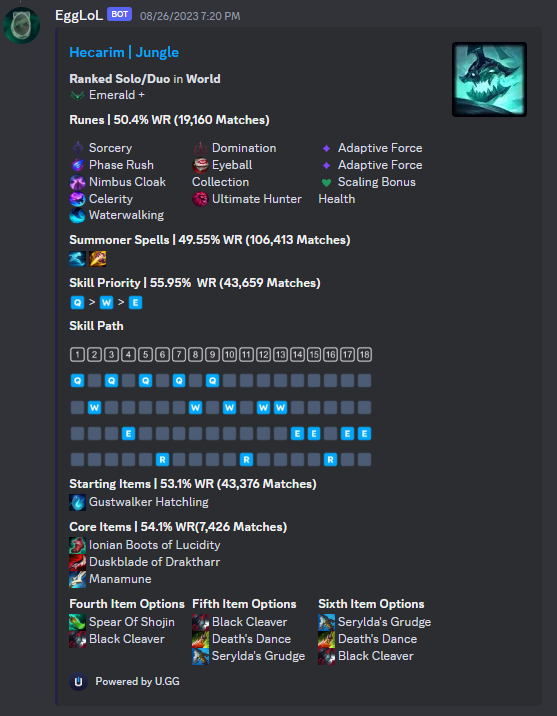 EggLoL BOT 08/26/2023 7:20 PM
Hecarim | Jungle
Ranked Solo/Duo in World
Emerald +
Runes | 50.4% WR (19,160 Matches)
Sorcery Domination Adaptive Force
Phase Rush Eyeball Adaptive Force
Nimbus Cloak Collection Scaling Bonus
Celerity Ultimate Hunter Health
Waterwalking
Summoner Spells | 49.55% WR (106,413 Matches)
Skill Priority | 55.95% WR (43,659 Matches)
Q > W > E
Skill Path
1 2 3 4 5 6 7 8 9 10 11 12 13 14 15 16 17 18
Q Q Q Q Q
W W W W W
E E E E E
R R R
Starting Items | 53.1% WR (43,376 Matches)
Gustwalker Hatchling
Core Items | 54.1% WR(7,426 Matches)
Ionian Boots of Lucidity
Duskblade of Draktharr
Manamune
Fourth Item Options Fifth Item Options Sixth Item Options
Spear Of Shojin Black Cleaver Serylda's Grudge
Black Cleaver Death's Dance Death's Dance
Serylda's Grudge Black Cleaver
U Powered by U.GG